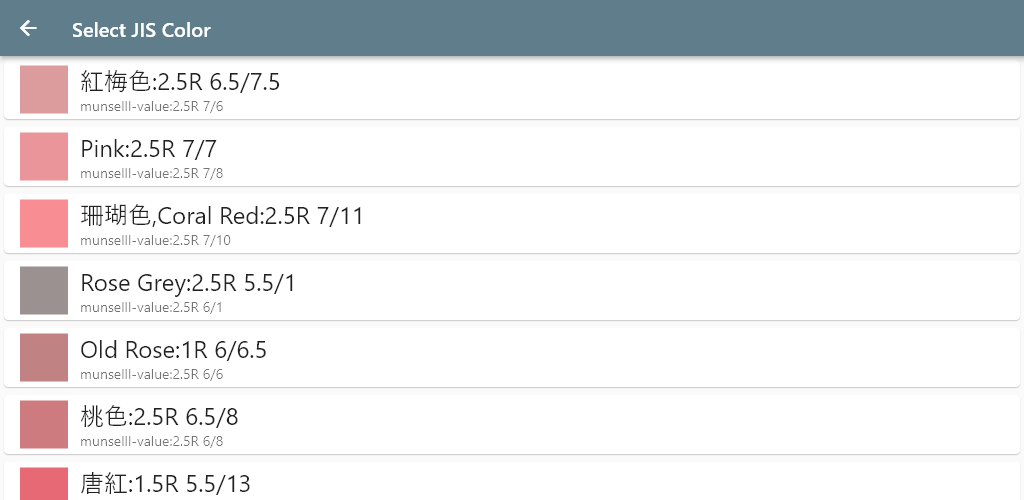 Select JIS Color
紅梅色:2.5R 6.5/7.5
munselll-value:2.5R 7/6
Pink:2.5R 7/7
munselll-value:2.5R 7/8
珊瑚色,Coral Red:2.5R 7/11
munselll-value:2.5R 7/10
Rose Grey:2.5R 5.5/1
munselll-value:2.5R 6/1
Old Rose:1R 6/6.5
munselll-value:2.5R 6/6
桃色:2.5R 6.5/8
munselll-value:2.5R 6/8
唐紅:1.5R 5.5/13